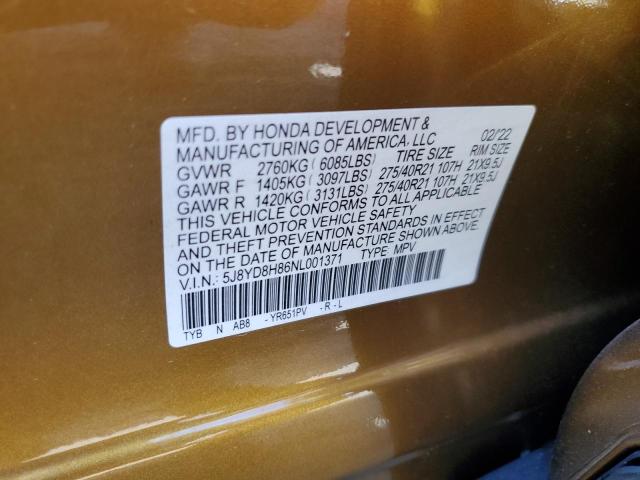 MFD. BY HONDA DEVELOPMENT & 02/'22
MANUFACTURING OF AMERICA, LLC
GVWR 2760KG (6085LBS) TIRE SIZE RIM SIZE
GAWR F 1405KG (3097LBS) 275/40R21 107H 21X9.5J
GAWR R 1420KG (3131LBS) 275/40R21 107H 21X9.5J
THIS VEHICLE CONFORMS TO ALL APPLICABLE
FEDERAL MOTOR VEHICLE SAFETY
AND THEFT PREVENTION STANDARDS IN EFFECT
ON THE DATE OF MANUFACTURE SHOWN ABOVE.
V.I.N.: 5J8YD8H86NL001371 TYPE MPV
TYB N AB8 -YR651PV -R-L